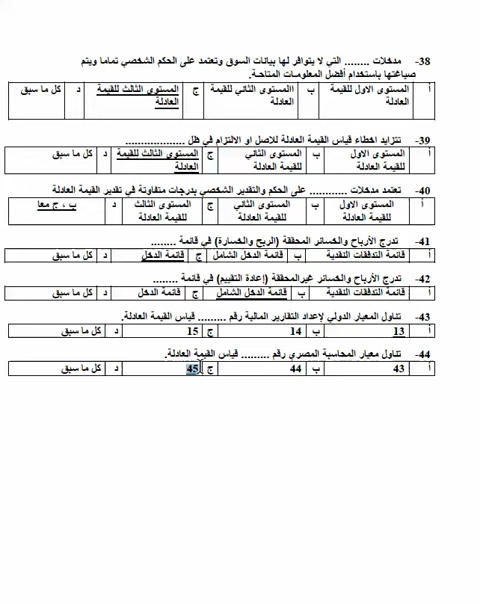 38- مدخلات ........ التي لا يتوافر لها بيانات السوق وتعتمد على الحكم الشخصي تماما ويتم
صياغتها باستخدام أفضل المعلومات المتاحة.
أ المستوى الاول للقيمة العادلة ب االمستوى الثاني للقيمة العادلة ج المستوى الثالث للقيمة العادلة د كل ما سبق
39- تتزايد اخطاء قياس القيمة العادلة للاصل او الالتزام في ظل ..................
أ المستوى الاول للقيمة العادلة ب المستوى الثاني للقيمة العادلة ج المستوى الثالث للقيمة العادلة د كل ما سبق
40- تعتمد مدخلات ............ على الحكم والتقدير الشخصي بدرجات متفاوتة في تقدير القيمة العادلة
أ المستوى الاول للقيمة العادلة ب المستوى الثاني للقيمة العادلة ج المستوى الثالث للقيمة العادلة د ب ، ج معا
41- تدرج الأرباح والخسائر المحققة (الربح والخسارة) في قائمة ........
أ قائمة التدفقات النقدية ب قائمة الدخل الشامل ج قائمة الدخل د كل ما سبق
42- تدرج الأرباح والخسائر غيرالمحققة (إعادة التقييم) في قائمة ........
أ قائمة التدفقات النقدية ب قائمة الدخل الشامل ج قائمة الدخل د كل ما سبق
43- تناول المعيار الدولي لإعداد التقارير المالية رقم ......... قياس القيمة العادلة.
أ 13 ب 14 ج 15 د كل ما سبق
44- تناول معيار المحاسبة المصري رقم ......... قياس القيمة العادلة.
أ 43 ب 44 ج 45 د كل ما سبق